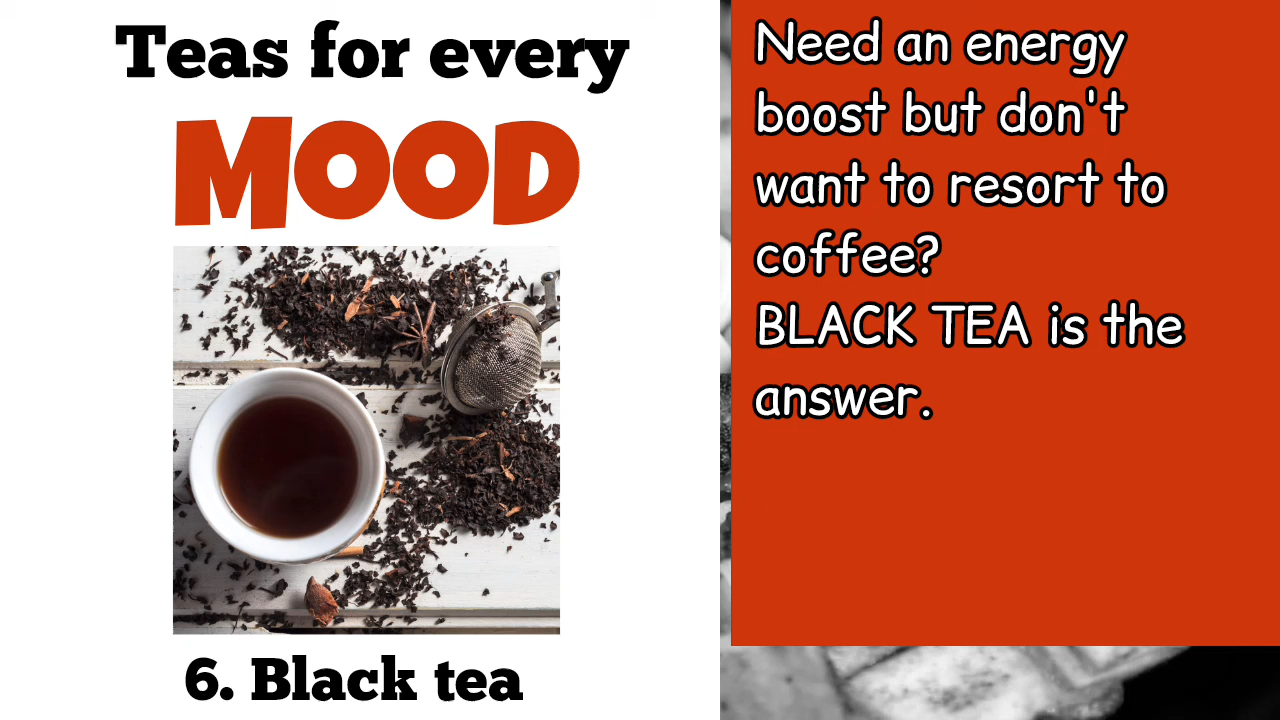 Teas for every
MOOD
6. Black tea
Need an energy
boost but don't
want to resort to
coffee?
BLACK TEA is the
answer.